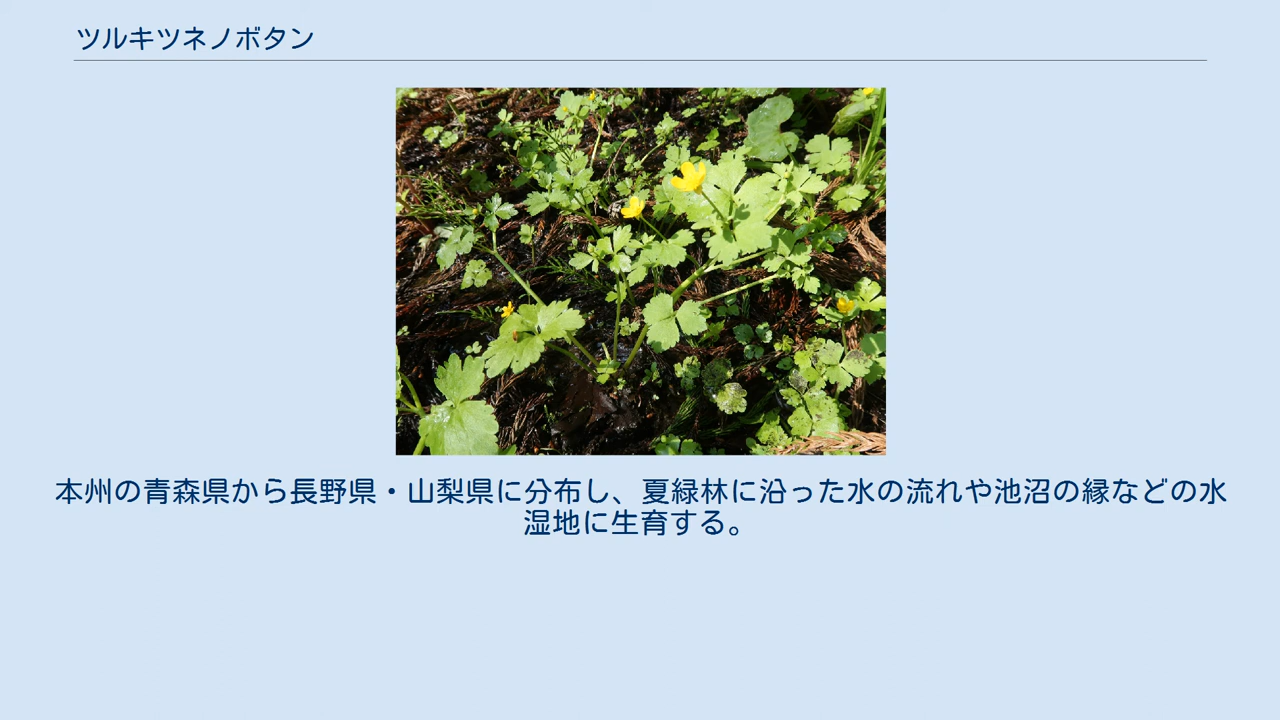 ツルキツネノボタン
本州の青森県から長野県・山梨県に分布し、夏緑林に沿った水の流れや池沼の縁などの水
湿地に生育する。